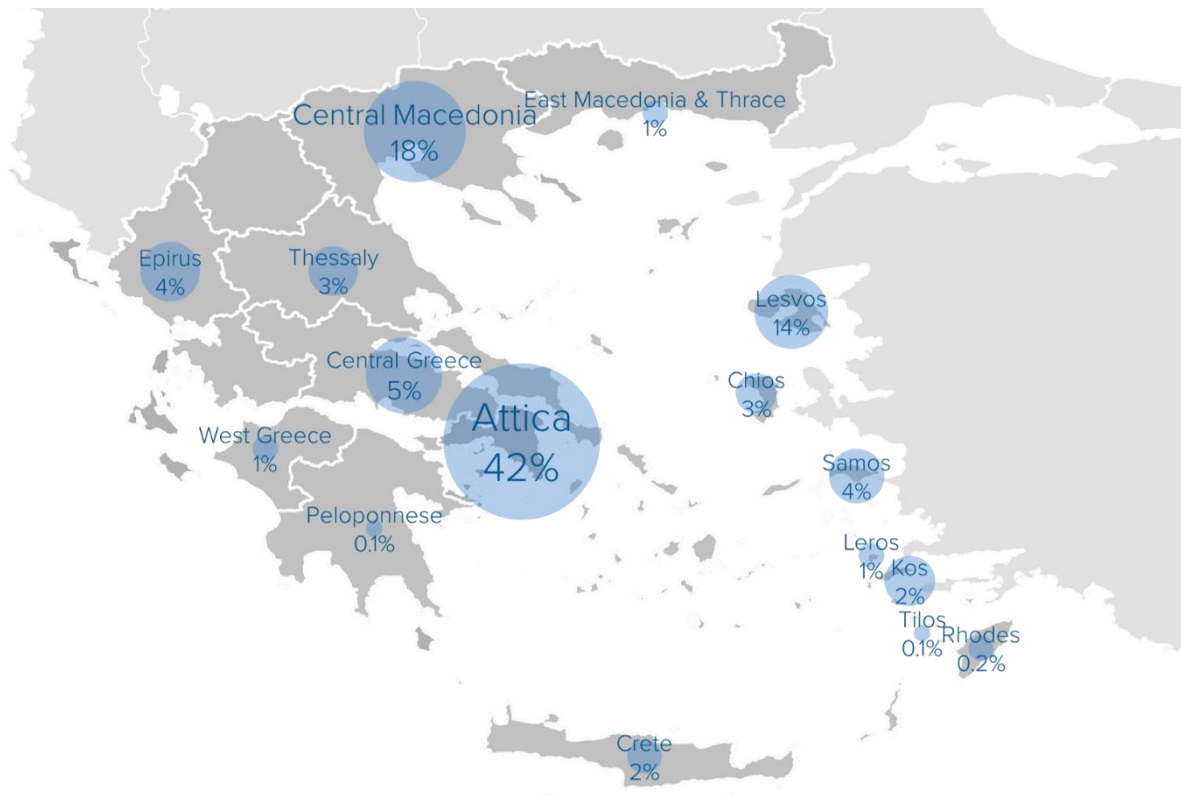 Central Macedonia
18%
East Macedonia & Thrace
1%
Epirus
4%
Thessaly
3%
Lesvos
14%
Central Greece
5%
Chios
3%
Attica
42%
West Greece
1%
Samos
4%
Peloponnese
0.1%
Leros
1%
Kos
2%
Tilos
0.1%
Rhodes
0.2%
Crete
2%